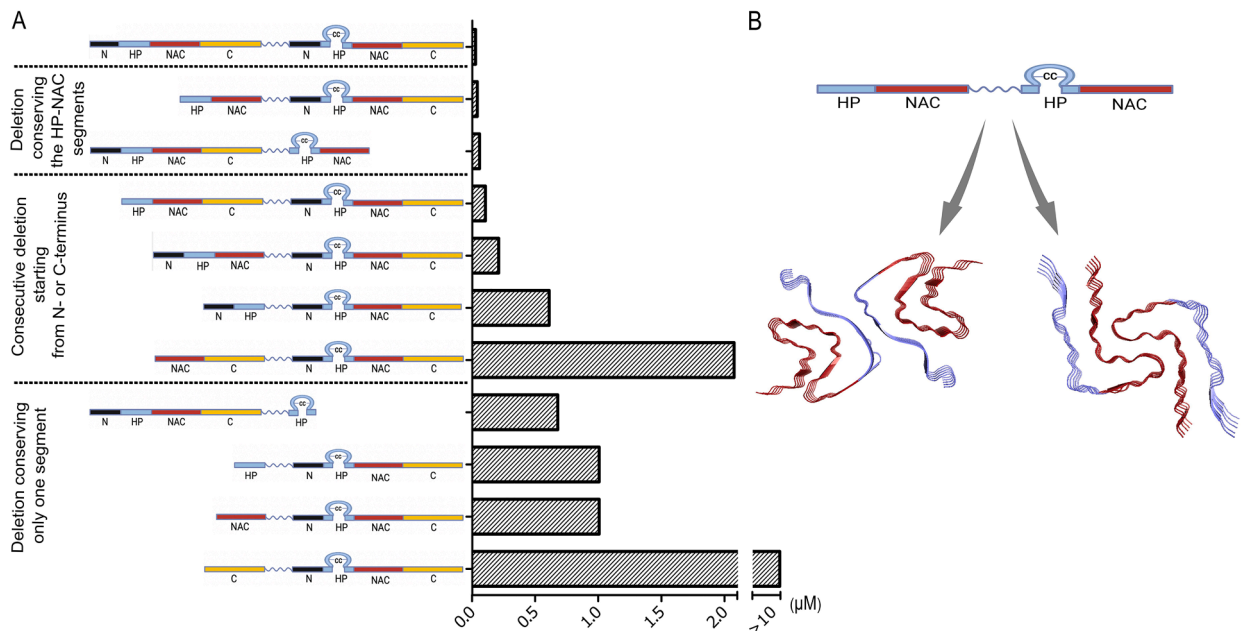 A
cc
N HP NAC C N HP NAC C
Deletion
conserving
the HP-NAC
segments
cc
HP NAC N HP NAC C
cc
N HP NAC C HP NAC
Consecutive deletion
starting
from N- or C-terminus
cc
HP NAC C N HP NAC C
cc
N HP NAC N HP NAC C
cc
N HP N HP NAC C
cc
NAC C N HP NAC C
Deletion conserving
only one segment
cc
N HP NAC C HP
cc
HP N HP NAC C
cc
NAC N HP NAC C
cc
C N HP NAC C
0.0 0.5 1.0 1.5 2.0 >10 (µM)
B
cc
HP NAC HP NAC